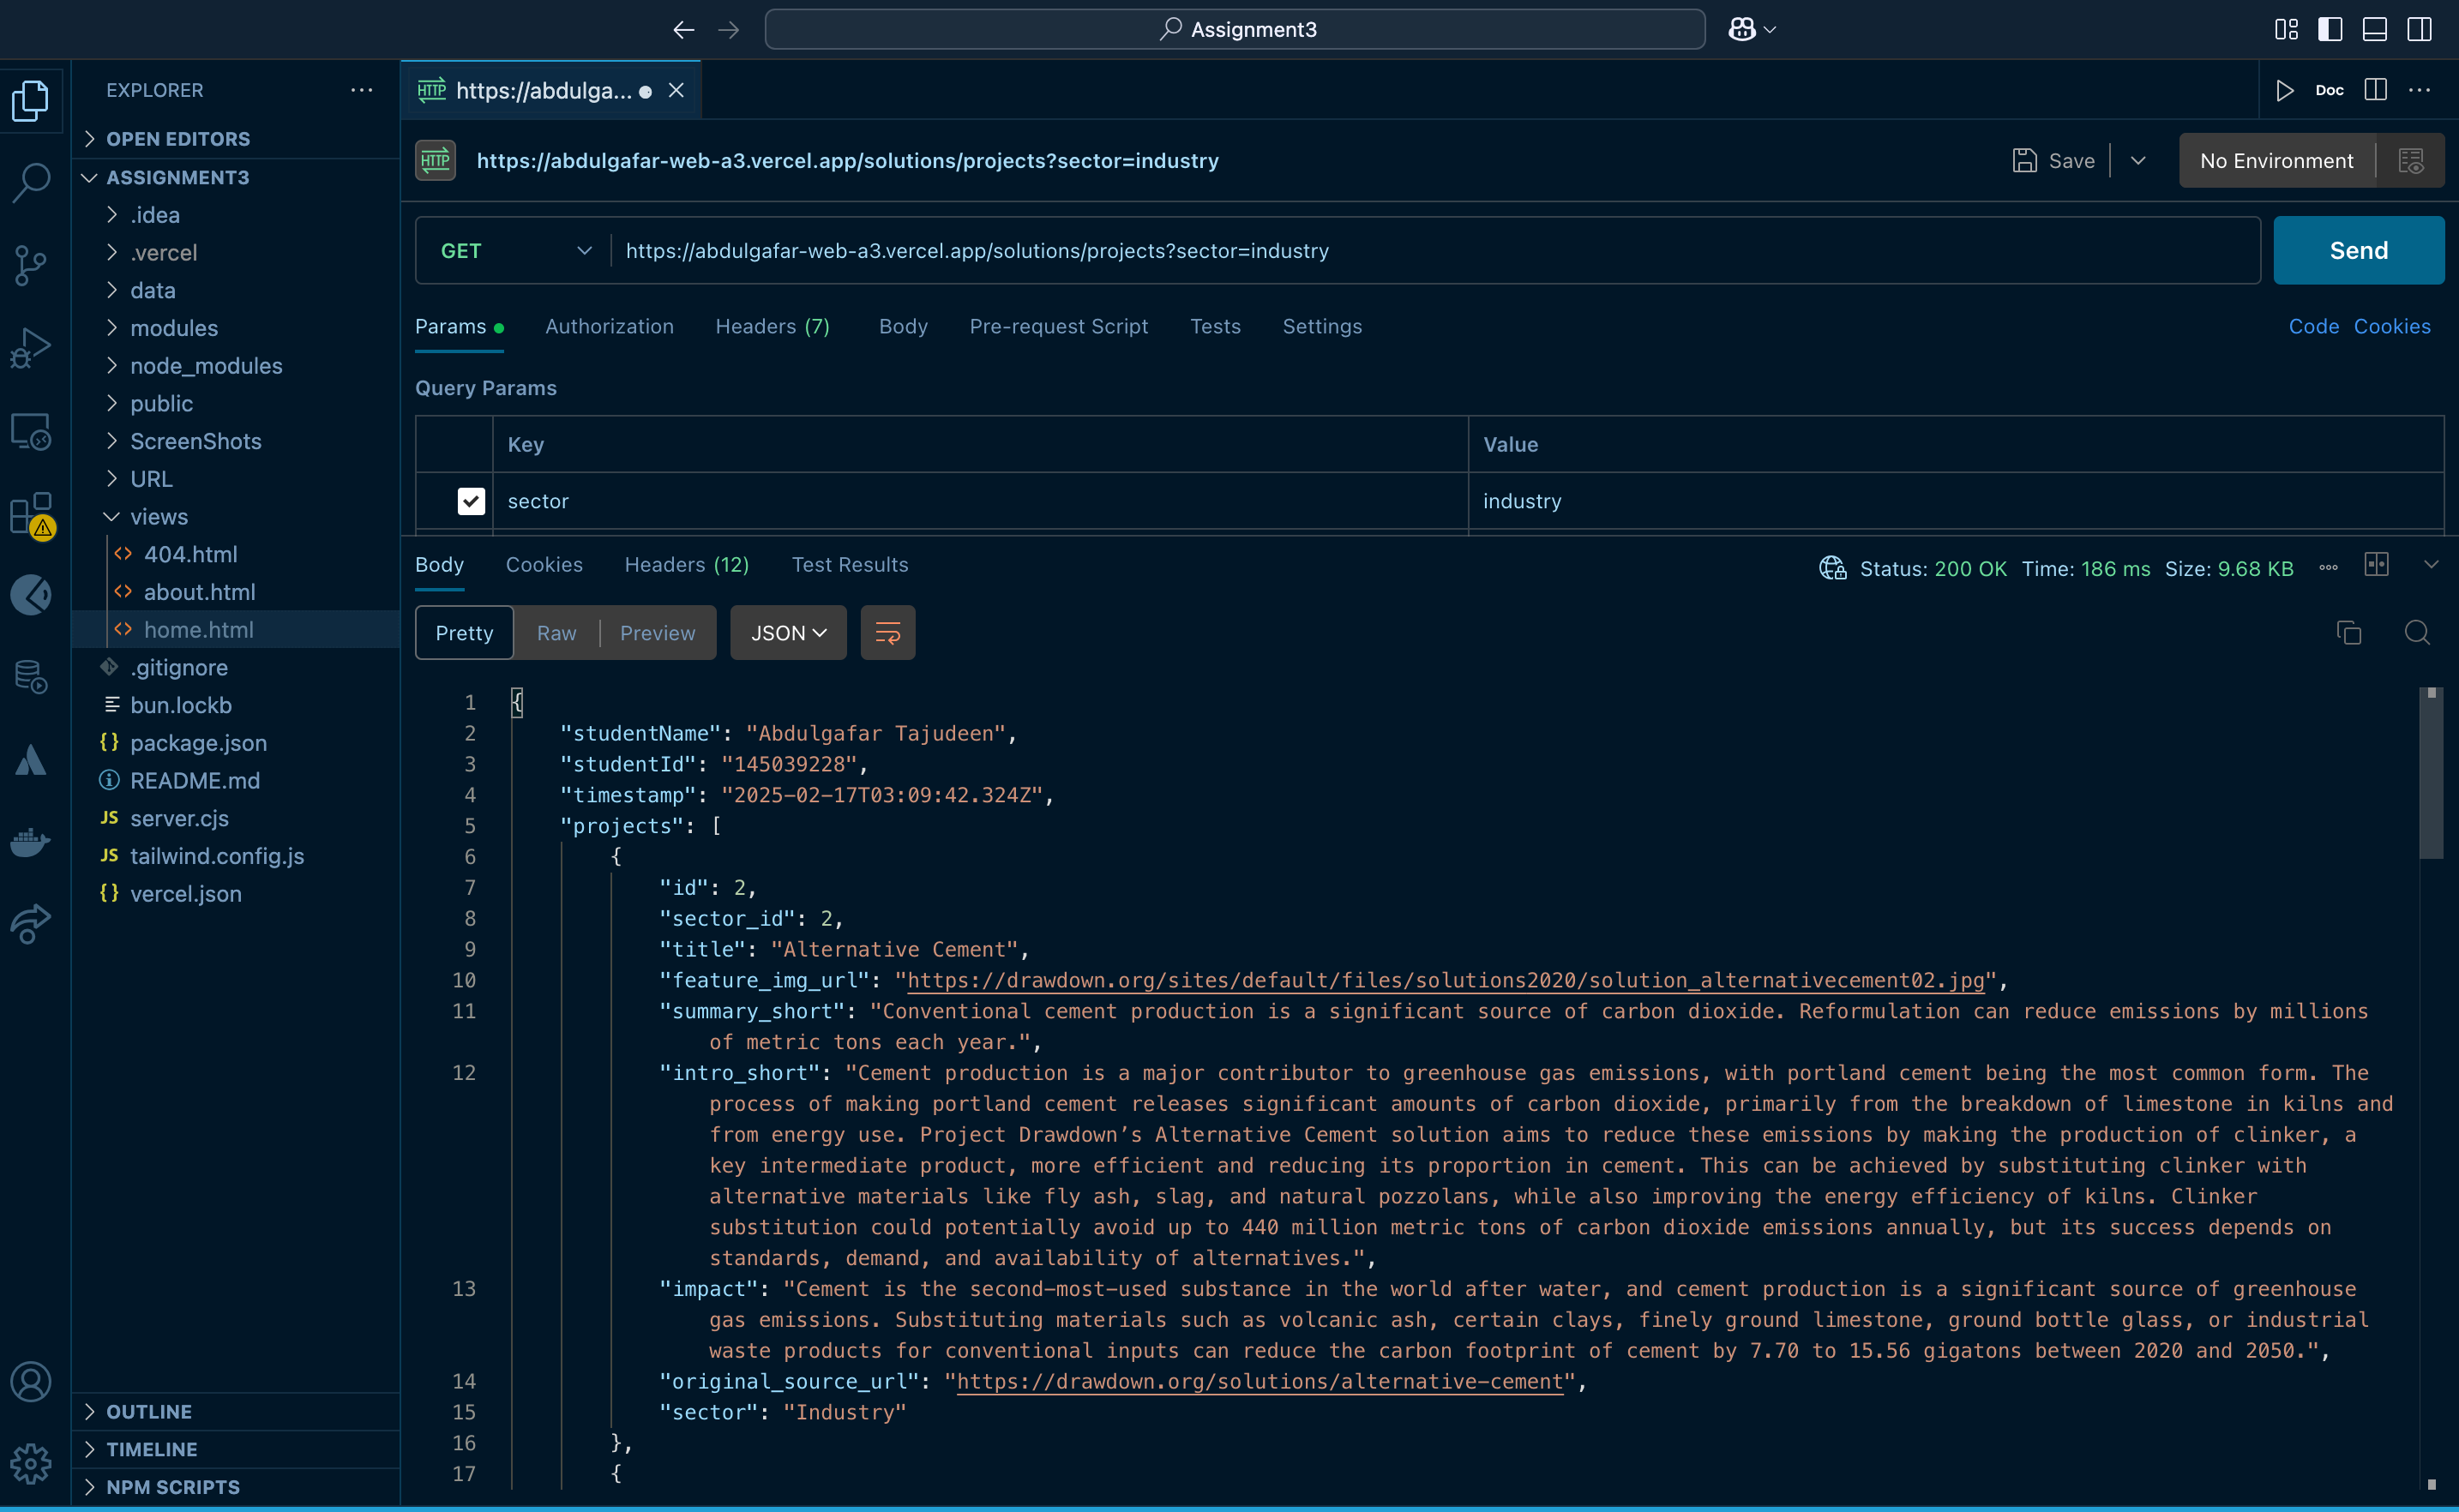 Assignment3
EXPLORER
OPEN EDITORS
ASSIGNMENT3
.idea
.vercel
data
modules
node_modules
public
ScreenShots
URL
views
404.html
about.html
home.html
.gitignore
bun.lockb
package.json
README.md
JS server.cjs
JS tailwind.config.js
vercel.json
OUTLINE
TIMELINE
NPM SCRIPTS
HTTP https://abdulga...
Doc
HTTP https://abdulgafar-web-a3.vercel.app/solutions/projects?sector=industry
Save
No Environment
GET https://abdulgafar-web-a3.vercel.app/solutions/projects?sector=industry
Send
Params Authorization Headers (7) Body Pre-request Script Tests Settings Code Cookies
Query Params
Key Value
sector industry
Body Cookies Headers (12) Test Results Status: 200 OK Time: 186 ms Size: 9.68 KB
Pretty Raw Preview JSON
1 {
2 "studentName": "Abdulgafar Tajudeen",
3 "studentId": "145039228",
4 "timestamp": "2025-02-17T03:09:42.324Z",
5 "projects": [
6 {
7 "id": 2,
8 "sector_id": 2,
9 "title": "Alternative Cement",
10 "feature_img_url": "https://drawdown.org/sites/default/files/solutions2020/solution_alternativecement02.jpg",
11 "summary_short": "Conventional cement production is a significant source of carbon dioxide. Reformulation can reduce emissions by millions
of metric tons each year.",
12 "intro_short": "Cement production is a major contributor to greenhouse gas emissions, with portland cement being the most common form. The
process of making portland cement releases significant amounts of carbon dioxide, primarily from the breakdown of limestone in kilns and
from energy use. Project Drawdown’s Alternative Cement solution aims to reduce these emissions by making the production of clinker, a
key intermediate product, more efficient and reducing its proportion in cement. This can be achieved by substituting clinker with
alternative materials like fly ash, slag, and natural pozzolans, while also improving the energy efficiency of kilns. Clinker
substitution could potentially avoid up to 440 million metric tons of carbon dioxide emissions annually, but its success depends on
standards, demand, and availability of alternatives.",
13 "impact": "Cement is the second-most-used substance in the world after water, and cement production is a significant source of greenhouse
gas emissions. Substituting materials such as volcanic ash, certain clays, finely ground limestone, ground bottle glass, or industrial
waste products for conventional inputs can reduce the carbon footprint of cement by 7.70 to 15.56 gigatons between 2020 and 2050.",
14 "original_source_url": "https://drawdown.org/solutions/alternative-cement",
15 "sector": "Industry"
16 },
17 {